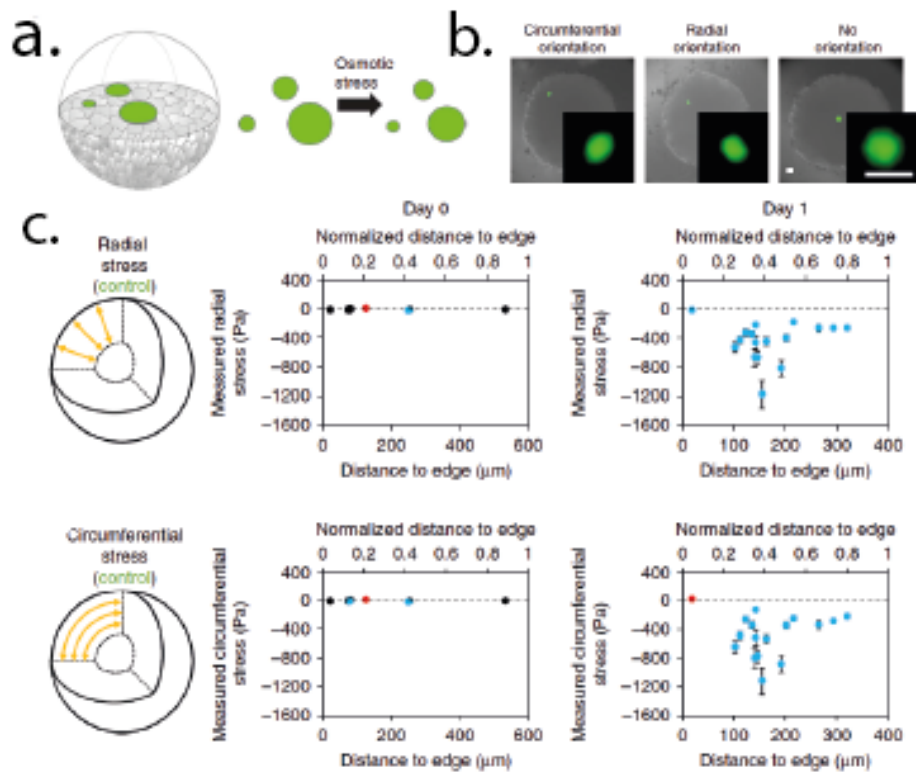 a.
Osmotic
stress
b.
Circumferential
orientation
Radial
orientation
No
orientation
c.
Radial
stress
(control)
Day 0
Normalized distance to edge
0 0.2 0.4 0.6 0.8 1
Measured radial
stress (Pa)
400
0
−400
−800
−1200
−1600
0 200 400 600
Distance to edge (μm)
Day 1
Normalized distance to edge
0 0.2 0.4 0.6 0.8 1
Measured radial
stress (Pa)
400
0
−400
−800
−1200
−1600
0 100 200 300 400
Distance to edge (μm)
Circumferential
stress
(control)
Normalized distance to edge
0 0.2 0.4 0.6 0.8 1
Measured circumferential
stress (Pa)
400
0
−400
−800
−1200
−1600
0 200 400 600
Distance to edge (μm)
Normalized distance to edge
0 0.2 0.4 0.6 0.8 1
Measured circumferential
stress (Pa)
400
0
−400
−800
−1200
−1600
0 100 200 300 400
Distance to edge (μm)